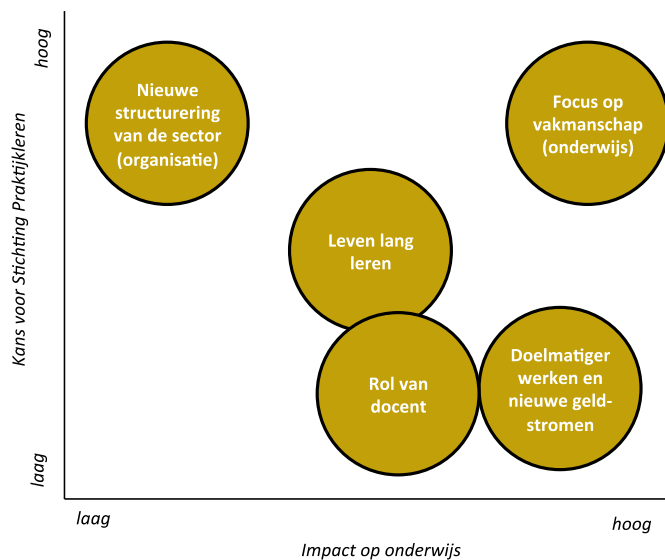 hoog
Kans voor Stichting Praktijkleren
laag
Nieuwe
structurering
van de sector
(organisatie)
Focus op
vakmanschap
(onderwijs)
Leven lang
leren
Rol van
docent
Doelmatiger
werken en
nieuwe geld-
stromen
laag
hoog
Impact op onderwijs